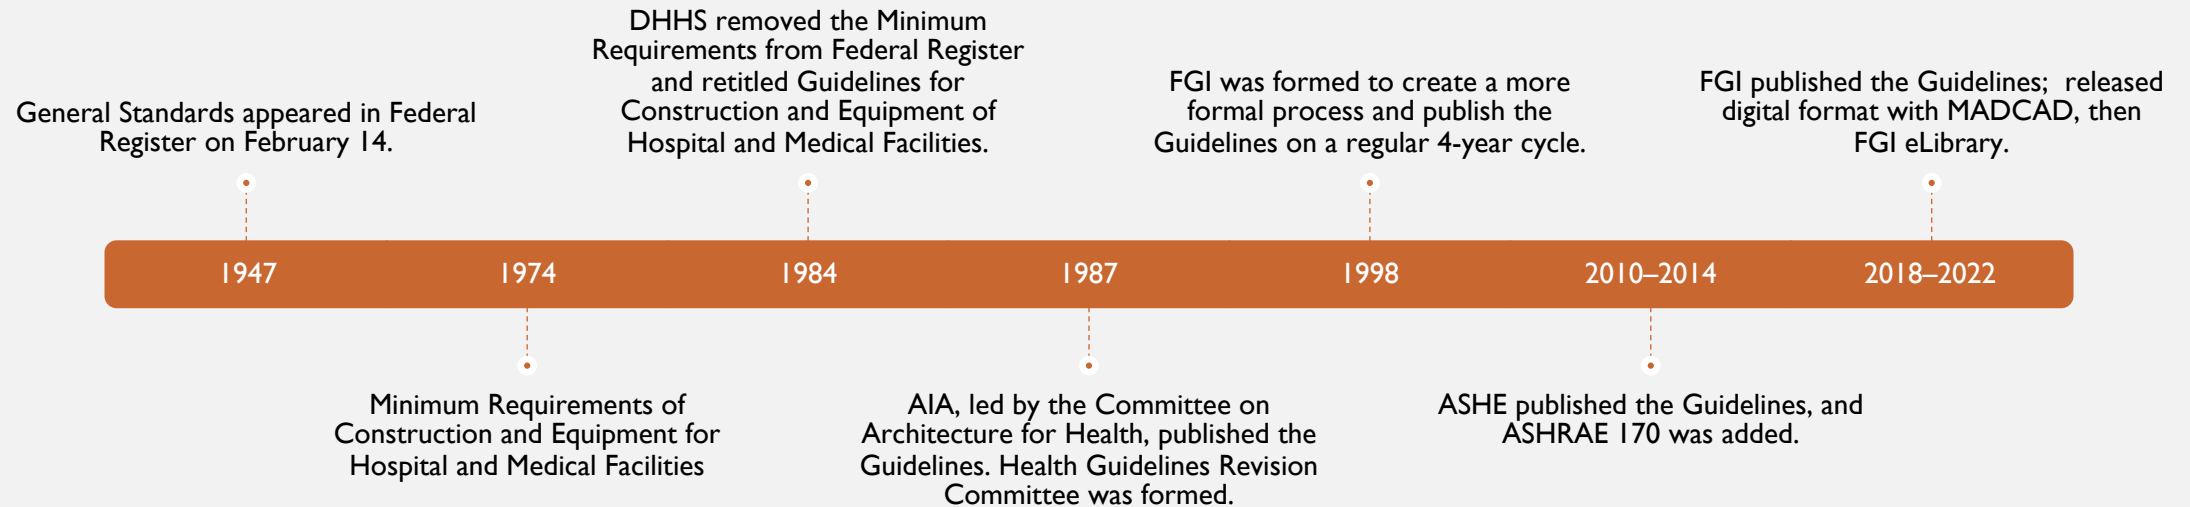 General Standards appeared in Federal
Register on February 14.
DHHS removed the Minimum
Requirements from Federal Register
and retitled Guidelines for
Construction and Equipment of
Hospital and Medical Facilities.
FGI was formed to create a more
formal process and publish the
Guidelines on a regular 4-year cycle.
FGI published the Guidelines;  released
digital format with MADCAD, then
FGI eLibrary.
1947
1974
1984
1987
1998
2010–2014
2018–2022
Minimum Requirements of
Construction and Equipment for
Hospital and Medical Facilities
AIA, led by the Committee on
Architecture for Health, published the
Guidelines. Health Guidelines Revision
Committee was formed.
ASHE published the Guidelines, and
ASHRAE 170 was added.